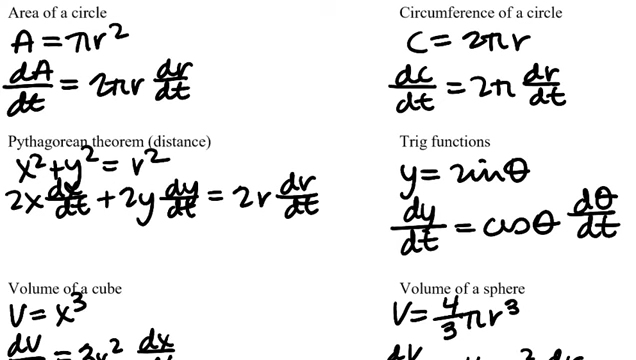 Area of a circle
A = πr²
dA/dt = 2πr dr/dt
Circumference of a circle
C = 2πr
dc/dt = 2π dr/dt
Pythagorean theorem (distance)
x² + y² = r²
2x dx/dt + 2y dy/dt = 2r dr/dt
Trig functions
y = sinθ
dy/dt = cosθ dθ/dt
Volume of a cube
V = x³
dV = 3x² dx
Volume of a sphere
V = 4/3 πr³
dV